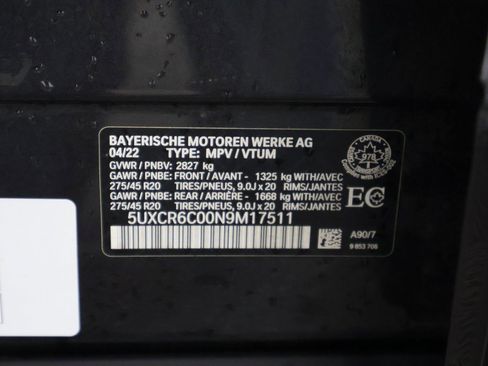 BAYERISCHE MOTOREN WERKE AG
04/22 TYPE: MPV / VTUM
GVWR / PNBV: 2827 kg
GAWR / PNBE: FRONT / AVANT - 1325 kg WITH/AVEC
275/45 R20 TIRES/PNEUS, 9.0J x 20 RIMS/JANTES
GAWR / PNBE: REAR / ARRIÈRE - 1668 kg WITH/AVEC
275/45 R20 TIRES/PNEUS, 9.0J x 20 RIMS/JANTES
5UXCR6C00N9M17511
CANADA
978
EC
A90/7
9 853 708